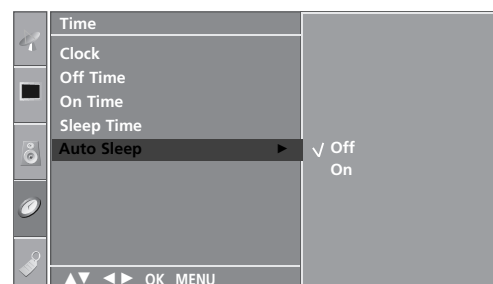 Time
Clock
Off Time
On Time
Sleep Time
Auto Sleep ►
√ Off
On
▲▼ ◄► OK MENU